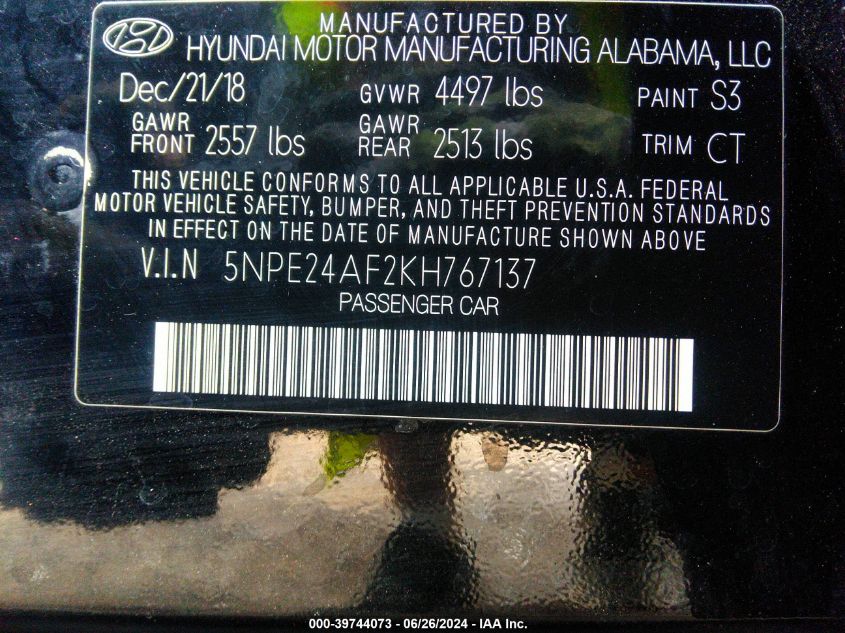 MANUFACTURED BY
HYUNDAI MOTOR MANUFACTURING ALABAMA, LLC
Dec/21/18 GVWR 4497 lbs PAINT S3
GAWR FRONT 2557 lbs GAWR REAR 2513 lbs TRIM CT
THIS VEHICLE CONFORMS TO ALL APPLICABLE U.S.A. FEDERAL
MOTOR VEHICLE SAFETY, BUMPER, AND THEFT PREVENTION STANDARDS
IN EFFECT ON THE DATE OF MANUFACTURE SHOWN ABOVE
V.I.N 5NPE24AF2KH767137
PASSENGER CAR
000-39744073 - 06/26/2024 - IAA Inc.